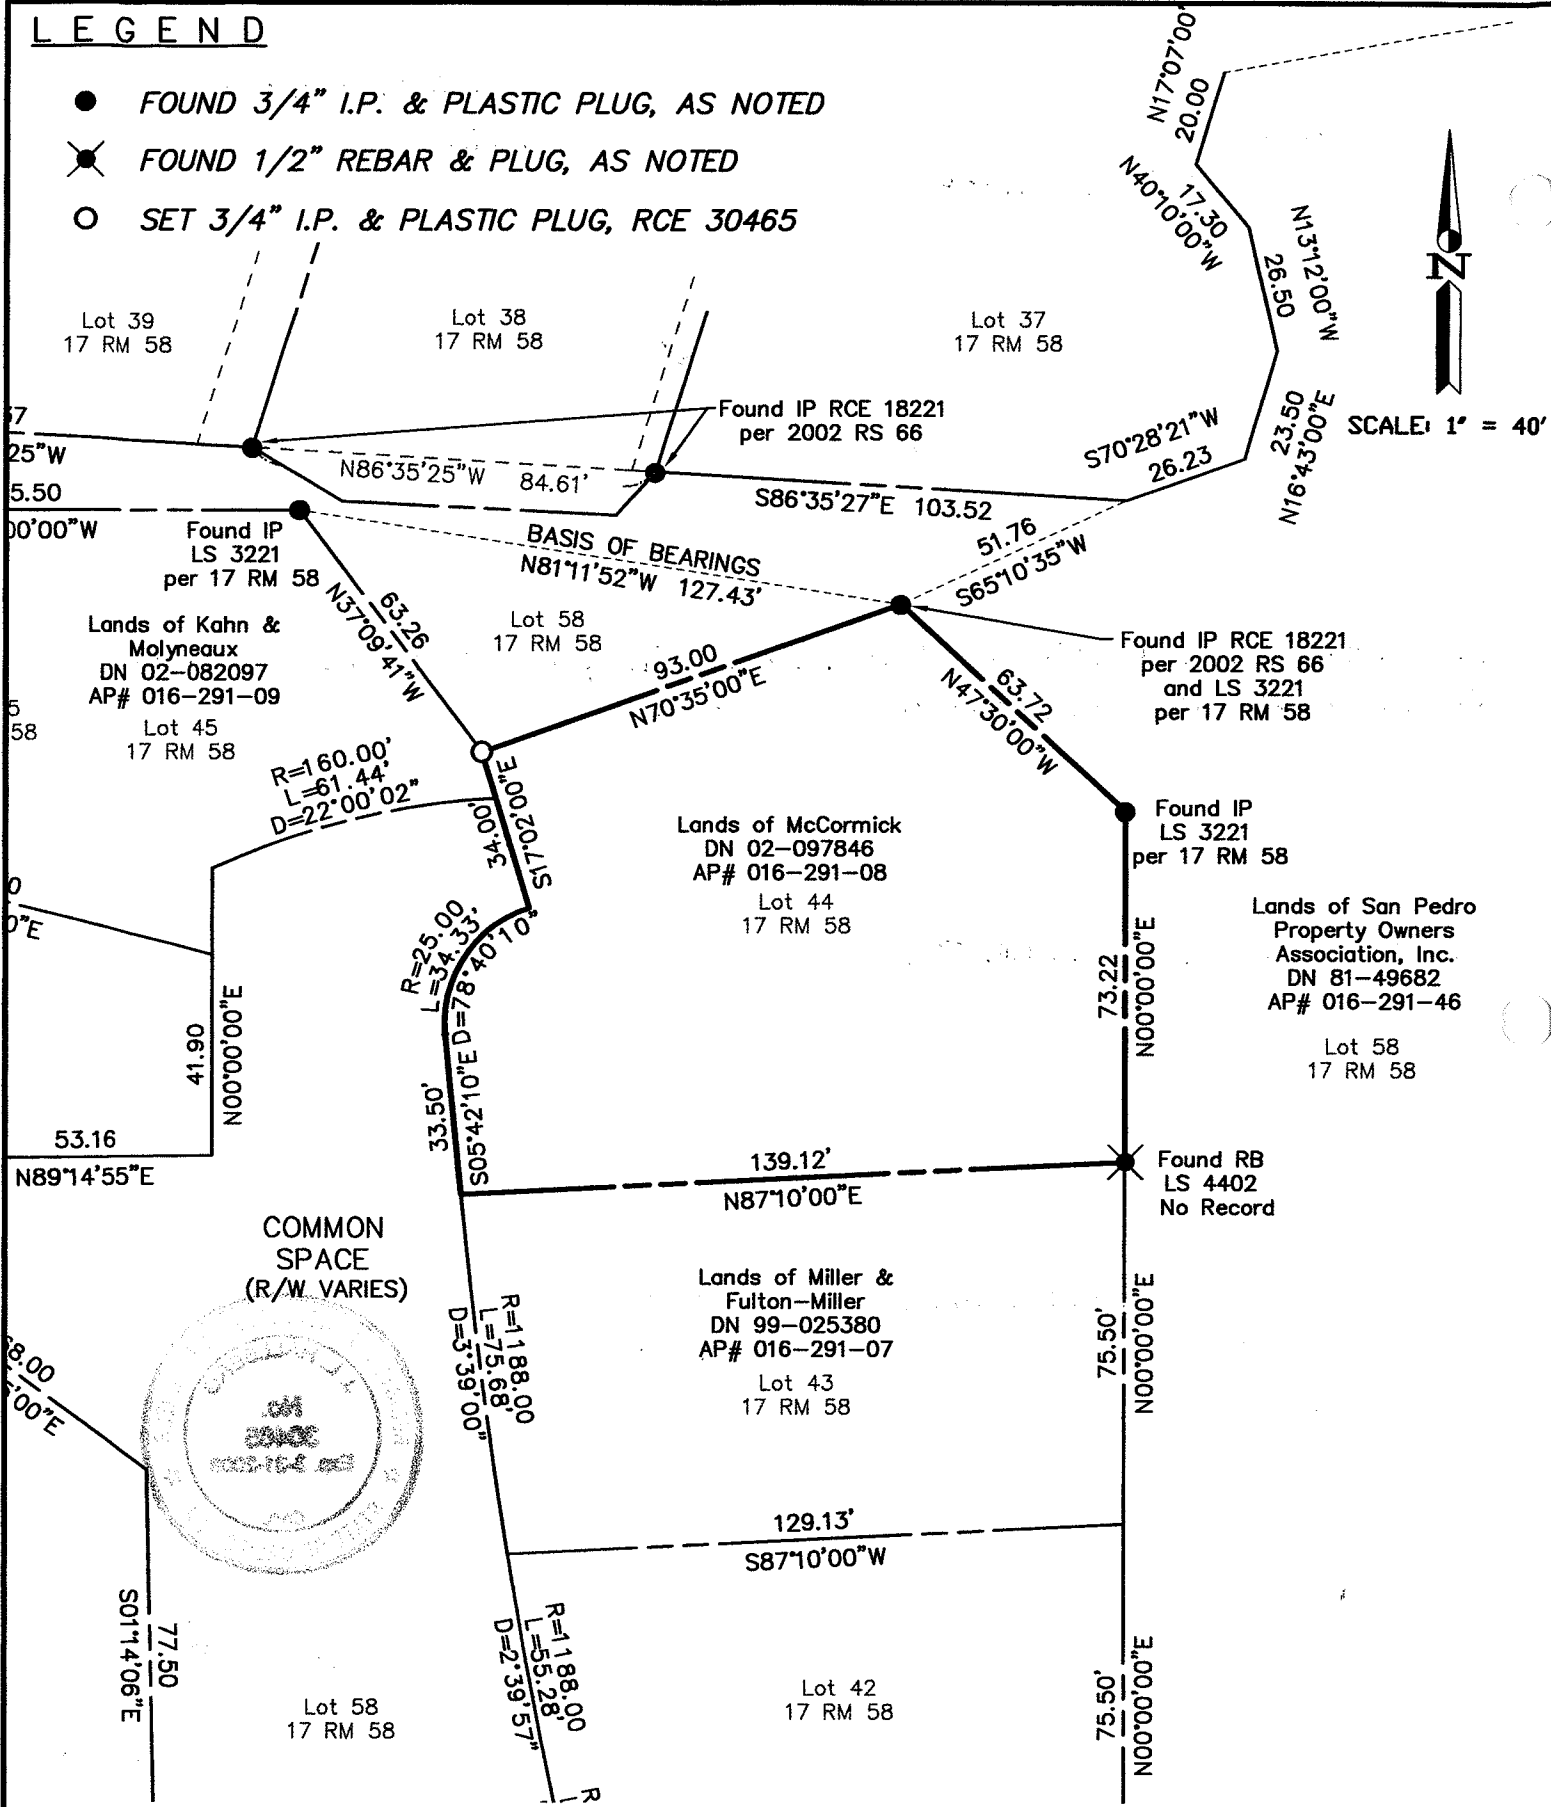 LEGEND
FOUND 3/4" I.P. & PLASTIC PLUG, AS NOTED
FOUND 1/2" REBAR & PLUG, AS NOTED
SET 3/4" I.P. & PLASTIC PLUG, RCE 30465
N17°07'00"
20.00
N40°10'00"W
17.30
N13°12'00"W
26.50
N
SCALE: 1" = 40'
23.50
N16°43'00"E
S70°28'21"W
26.23
Lot 39
17 RM 58
Lot 38
17 RM 58
Lot 37
17 RM 58
Found IP RCE 18221
per 2002 RS 66
25"W
N86°35'25"W 84.61'
S86°35'27"E 103.52
5.50
00'00"W
Found IP
LS 3221
per 17 RM 58
BASIS OF BEARINGS
N81°11'52"W 127.43'
51.76
S65°10'35"W
63.26
N37°09'41"W
Lot 58
17 RM 58
Lands of Kahn &
Molyneaux
DN 02-082097
AP# 016-291-09
Lot 45
17 RM 58
58
93.00
N70°35'00"E
63.72
N47°30'00"W
Found IP RCE 18221
per 2002 RS 66
and LS 3221
per 17 RM 58
R=160.00'
L=61.44'
D=22°00'02"
34.00'
S17°02'00"E
Lands of McCormick
DN 02-097846
AP# 016-291-08
Lot 44
17 RM 58
Found IP
LS 3221
per 17 RM 58
Lands of San Pedro
Property Owners
Association, Inc.
DN 81-49682
AP# 016-291-46
Lot 58
17 RM 58
R=25.00
L=34.33'
D=78°40'10"
73.22
N00°00'00"E
0"E
41.90
N00°00'00"E
33.50'
S05°42'10"E
53.16
N89°14'55"E
139.12'
N87°10'00"E
Found RB
LS 4402
No Record
COMMON
SPACE
(R/W VARIES)
Lands of Miller &
Fulton-Miller
DN 99-025380
AP# 016-291-07
Lot 43
17 RM 58
R=1188.00
L=75.68'
D=3°39'00"
75.50'
N00°00'00"E
8.00
'00"E
129.13'
S87°10'00"W
77.50
S01°14'06"E
R=1188.00
L=55.28'
D=2°39'57"
Lot 58
17 RM 58
Lot 42
17 RM 58
75.50'
N00°00'00"E
R